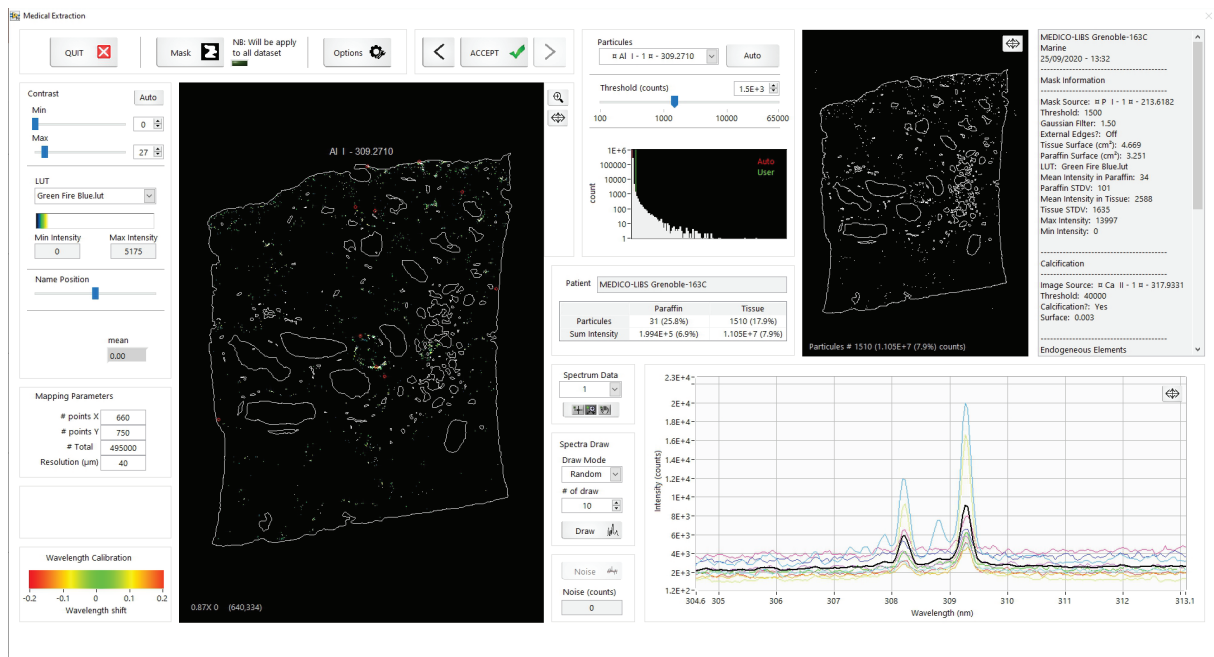 Medical Extraction
QUIT
Mask
NB: Will be apply
to all dataset
Options
ACCEPT
Contrast
Auto
Min
0
Max
27
LUT
Green Fire Blue.lut
Min Intensity
Max Intensity
0
5175
Name Position
mean
0.00
Mapping Parameters
# points X 660
# points Y 750
# Total 495000
Resolution (µm) 40
Wavelength Calibration
-0.2 -0.1 0 0.1 0.2
Wavelength shift
Al I - 309.2710
0.87X 0 (640,334)
Particules
¤ Al I - 1 ¤ - 309.2710
Auto
Threshold (counts)
1.5E+3
100 1000 10000 65000
1E+6
100000
10000
1000
100
10
1
count
Auto
User
Patient MEDICO-LIBS Grenoble-163C
Paraffin Tissue
Particules 31 (25.8%) 1510 (17.9%)
Sum Intensity 1.994E+5 (6.9%) 1.105E+7 (7.9%)
Spectrum Data
1
Spectra Draw
Draw Mode
Random
# of draw
10
Draw
Noise
Noise (counts)
0
Particules # 1510 (1.105E+7 (7.9%) counts)
MEDICO-LIBS Grenoble-163C
Marine
25/09/2020 - 13:32
--------------------------------------
Mask Information
--------------------------------------
Mask Source: ¤ P I - 1 ¤ - 213.6182
Threshold: 1500
Gaussian Filter: 1.50
External Edges?: Off
Tissue Surface (cm²): 4.669
Paraffin Surface (cm²): 3.251
LUT: Green Fire Blue.lut
Mean Intensity in Paraffin: 34
Paraffin STDV: 101
Mean Intensity in Tissue: 2588
Tissue STDV: 1635
Max Intensity: 13997
Min Intensity: 0
--------------------------------------
Calcification
--------------------------------------
Image Source: ¤ Ca II - 1 ¤ - 317.9331
Threshold: 40000
Calcification?: Yes
Surface: 0.003
--------------------------------------
Endogeneous Elements
2.3E+4
2E+4
1.8E+4
1.6E+4
1.4E+4
1.2E+4
1E+4
8E+3
6E+3
4E+3
2E+3
1.2E+2
Intensity (counts)
304.6 305 306 307 308 309 310 311 312 313.1
Wavelength (nm)